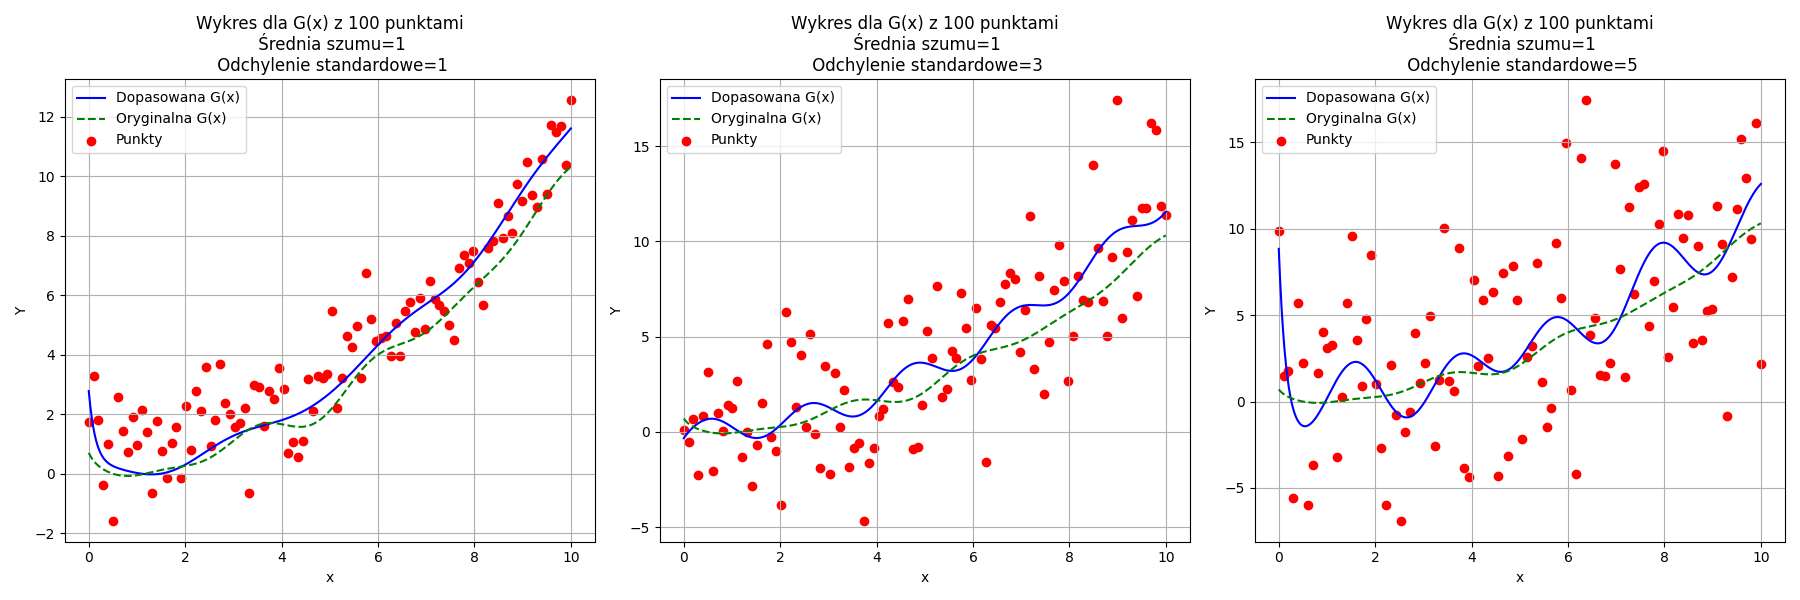 Wykres dla G(x) z 100 punktami
Średnia szumu=1
Odchylenie standardowe=1
Dopasowana G(x)
Oryginalna G(x)
Punkty
12
10
8
6
4
2
0
−2
Y
0 2 4 6 8 10
x
Wykres dla G(x) z 100 punktami
Średnia szumu=1
Odchylenie standardowe=3
Dopasowana G(x)
Oryginalna G(x)
Punkty
15
10
5
0
−5
Y
0 2 4 6 8 10
x
Wykres dla G(x) z 100 punktami
Średnia szumu=1
Odchylenie standardowe=5
Dopasowana G(x)
Oryginalna G(x)
Punkty
15
10
5
0
−5
Y
0 2 4 6 8 10
x